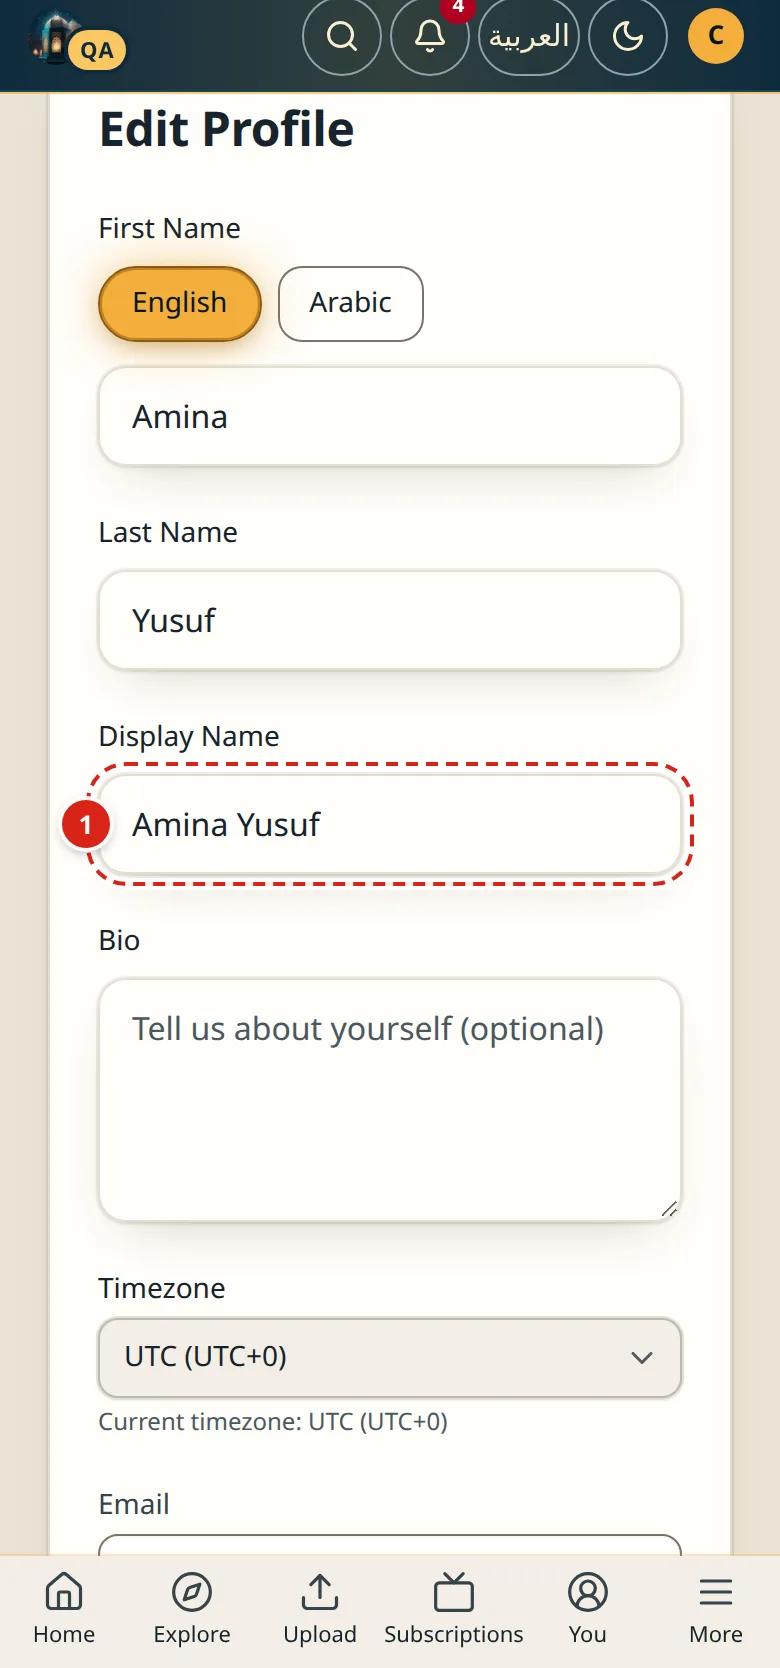 QA
4
العربية
C
Edit Profile
First Name
English
Arabic
Amina
Last Name
Yusuf
Display Name
1
Amina Yusuf
Bio
Tell us about yourself (optional)
Timezone
UTC (UTC+0)
Current timezone: UTC (UTC+0)
Email
Home
Explore
Upload
Subscriptions
You
More